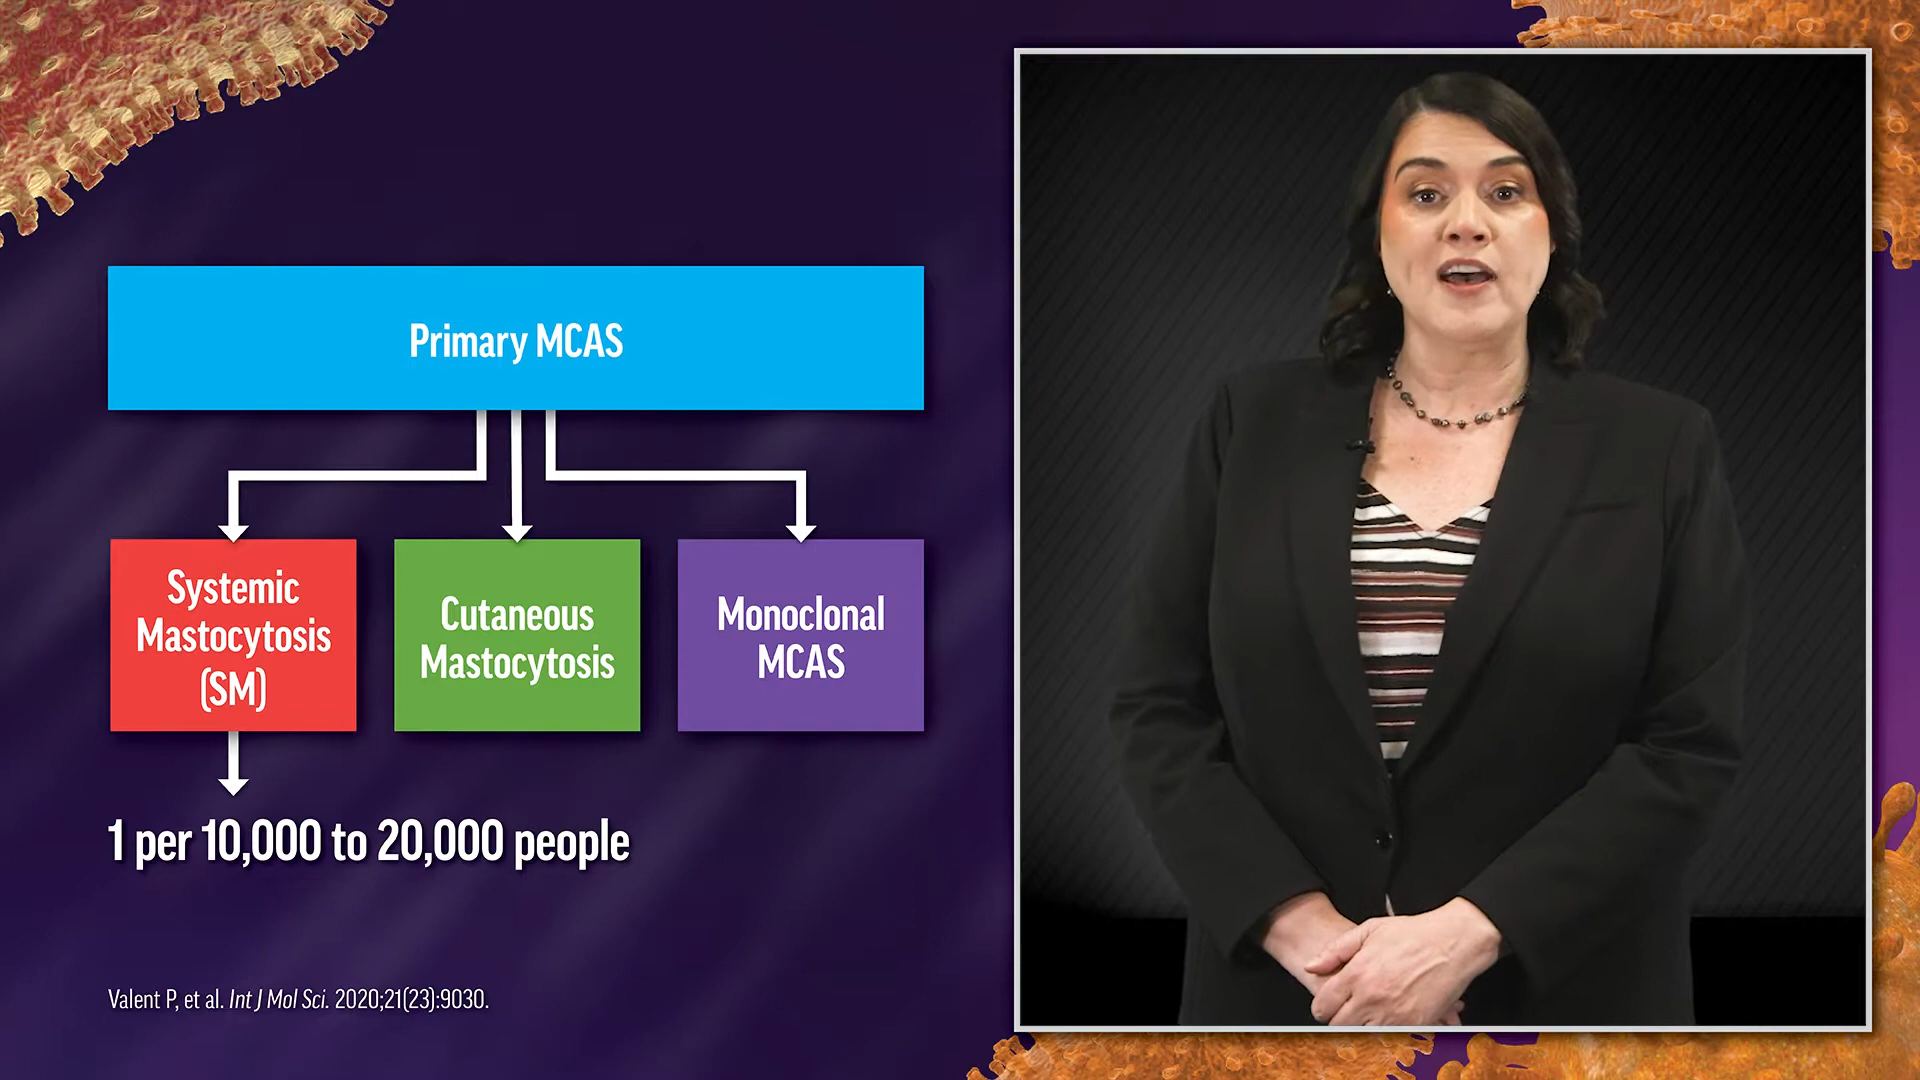 Primary MCAS
Systemic
Mastocytosis
(SM)
Cutaneous
Mastocytosis
Monoclonal
MCAS
1 per 10,000 to 20,000 people
Valent P, et al. Int J Mol Sci. 2020;21(23):9030.